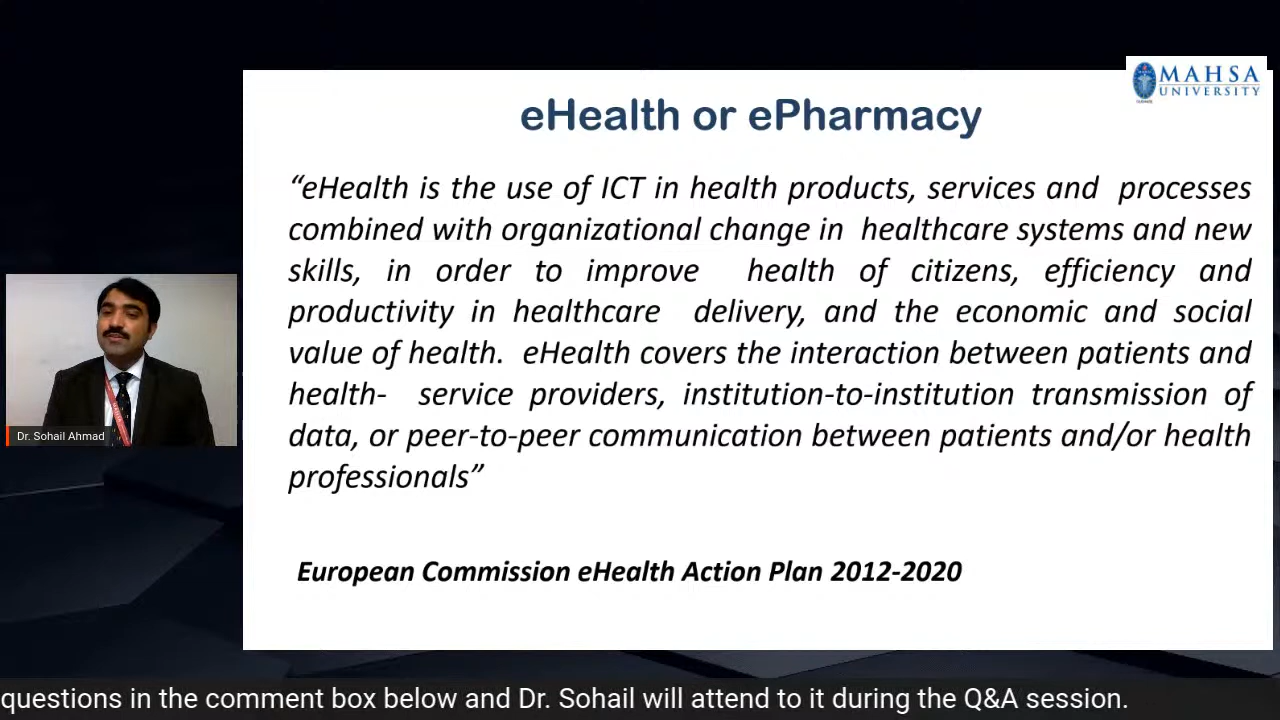 MAHSA
UNIVERSITY
eHealth or ePharmacy
“eHealth is the use of ICT in health products, services and processes
combined with organizational change in healthcare systems and new
skills, in order to improve health of citizens, efficiency and
productivity in healthcare delivery, and the economic and social
value of health. eHealth covers the interaction between patients and
health- service providers, institution-to-institution transmission of
data, or peer-to-peer communication between patients and/or health
professionals”
European Commission eHealth Action Plan 2012-2020
Dr. Sohail Ahmad
questions in the comment box below and Dr. Sohail will attend to it during the Q&A session.